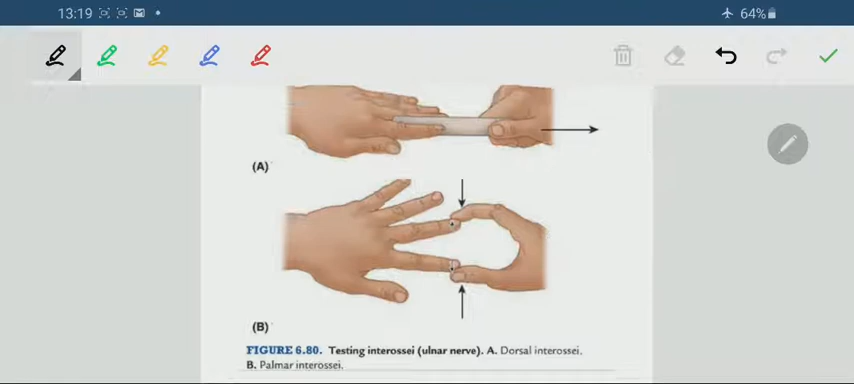 13:19
64%
(A)
(B)
FIGURE 6.80. Testing interossei (ulnar nerve). A. Dorsal interossei.
B. Palmar interossei.